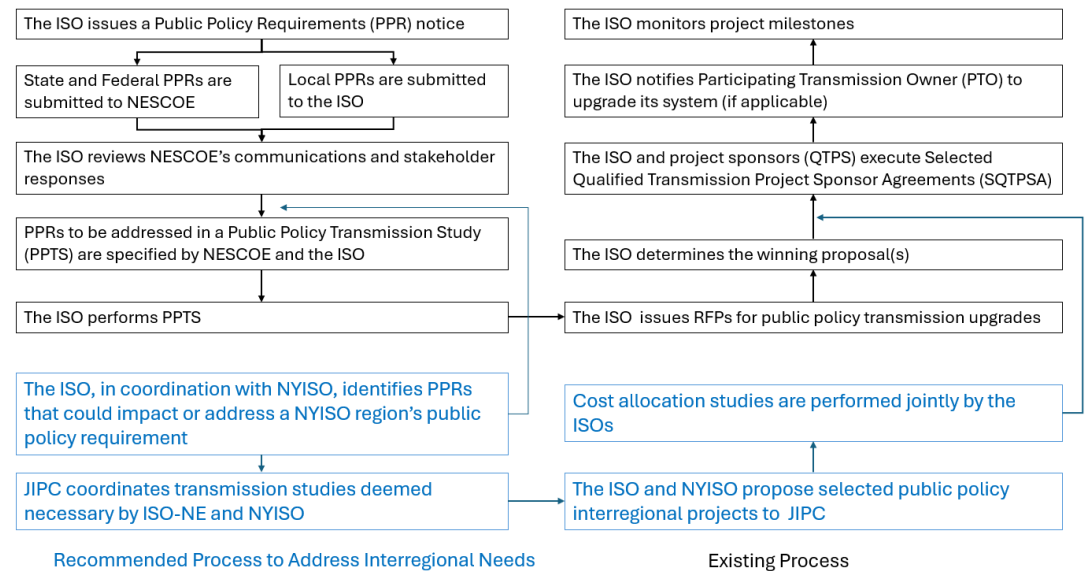 The ISO issues a Public Policy Requirements (PPR) notice
State and Federal PPRs are
submitted to NESCOE
Local PPRs are submitted
to the ISO
The ISO reviews NESCOE's communications and stakeholder
responses
PPRs to be addressed in a Public Policy Transmission Study
(PPTS) are specified by NESCOE and the ISO
The ISO performs PPTS
The ISO, in coordination with NYISO, identifies PPRs
that could impact or address a NYISO region's public
policy requirement
JIPC coordinates transmission studies deemed
necessary by ISO-NE and NYISO
Recommended Process to Address Interregional Needs
The ISO monitors project milestones
The ISO notifies Participating Transmission Owner (PTO) to
upgrade its system (if applicable)
The ISO and project sponsors (QTPS) execute Selected
Qualified Transmission Project Sponsor Agreements (SQTPSA)
The ISO determines the winning proposal(s)
The ISO issues RFPs for public policy transmission upgrades
Cost allocation studies are performed jointly by the
ISOs
The ISO and NYISO propose selected public policy
interregional projects to JIPC
Existing Process